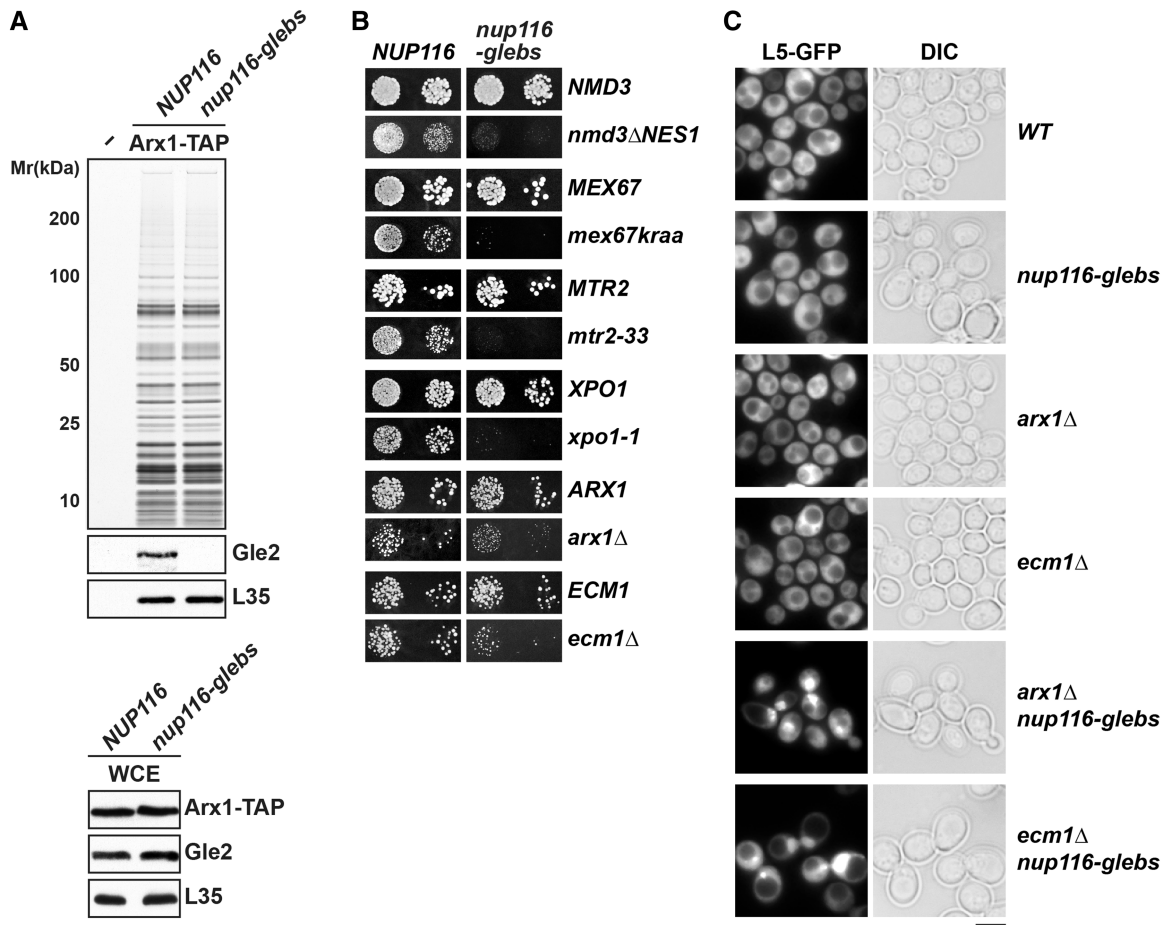 A
NUP116
nup116-glebs
-
Arx1-TAP
Mr(kDa)
200
100
50
25
10
Gle2
L35
NUP116
nup116-glebs
WCE
Arx1-TAP
Gle2
L35
B
NUP116
nup116
-glebs
NMD3
nmd3ΔNES1
MEX67
mex67kraa
MTR2
mtr2-33
XPO1
xpo1-1
ARX1
arx1Δ
ECM1
ecm1Δ
C
L5-GFP
DIC
WT
nup116-glebs
arx1Δ
ecm1Δ
arx1Δ
nup116-glebs
ecm1Δ
nup116-glebs